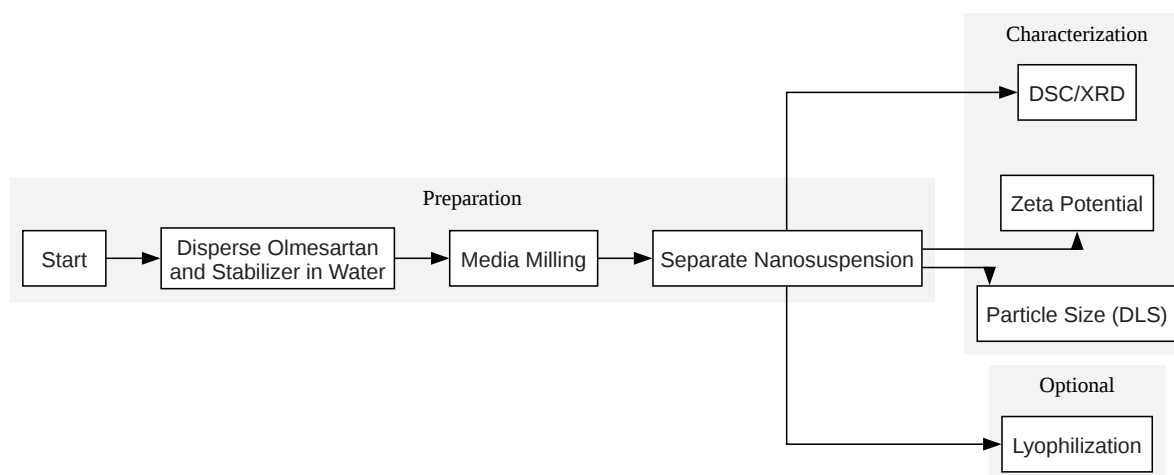 Characterization
DSC/XRD
Preparation
Zeta Potential
Start
Disperse Olmesartan
and Stabilizer in Water
Media Milling
Separate Nanosuspension
Particle Size (DLS)
Optional
Lyophilization